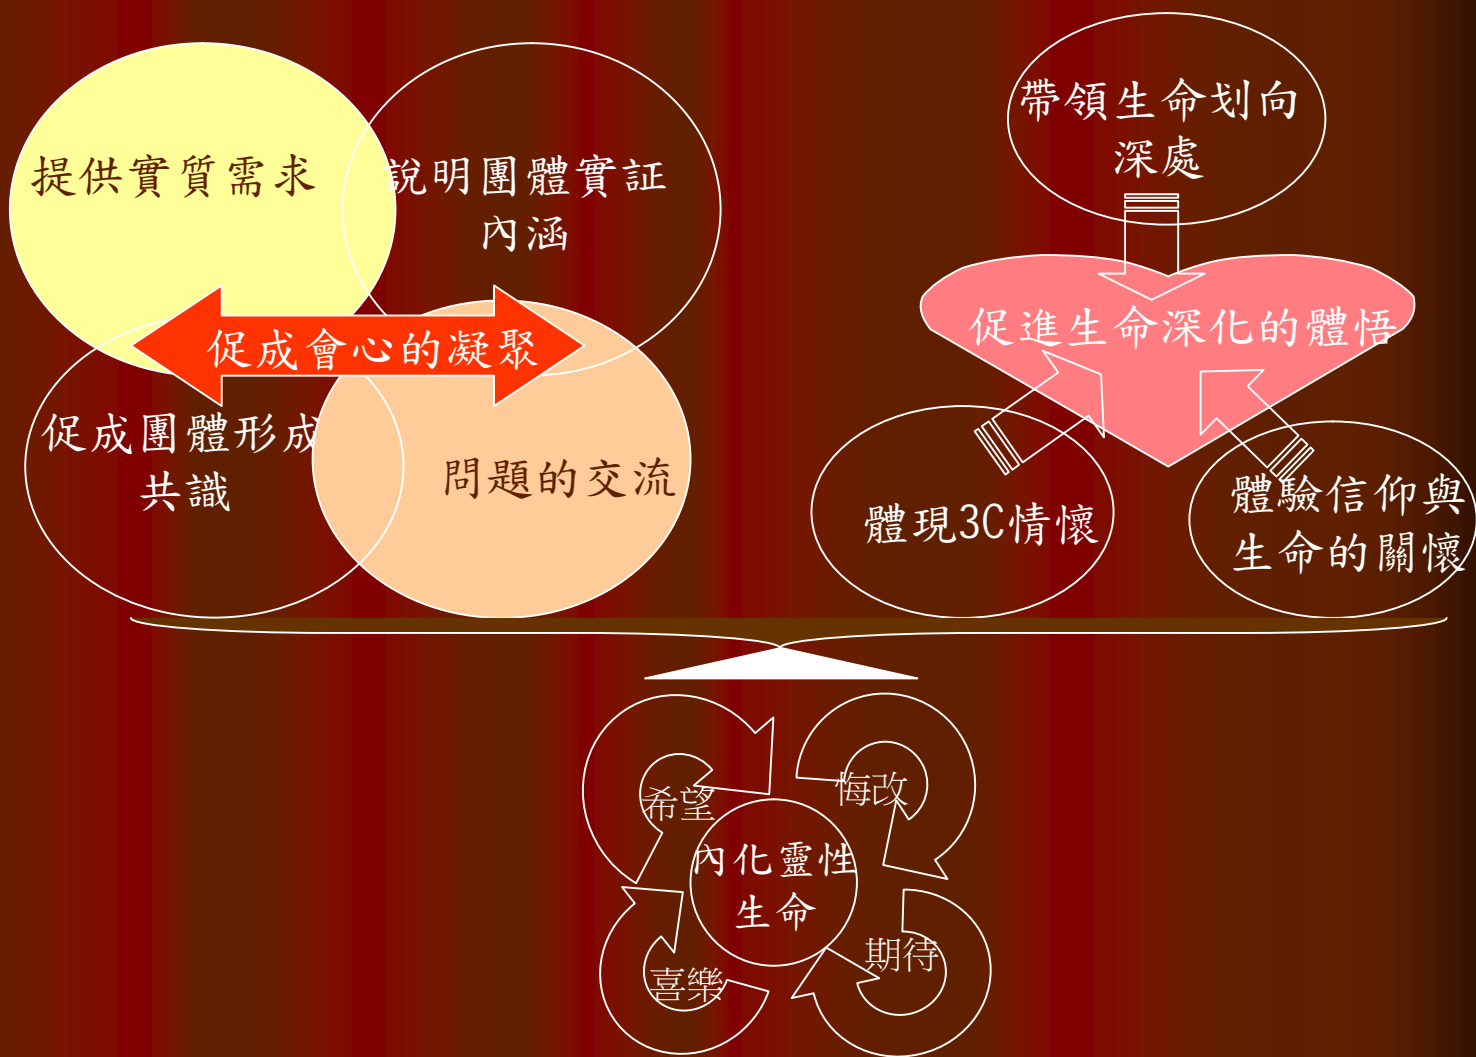 提供實質需求
說明團體實証
內涵
促成會心的凝聚
促成團體形成
共識
問題的交流
帶領生命划向
深處
促進生命深化的體悟
體現3C情懷
體驗信仰與
生命的關懷
希望
悔改
內化靈性
生命
喜樂
期待